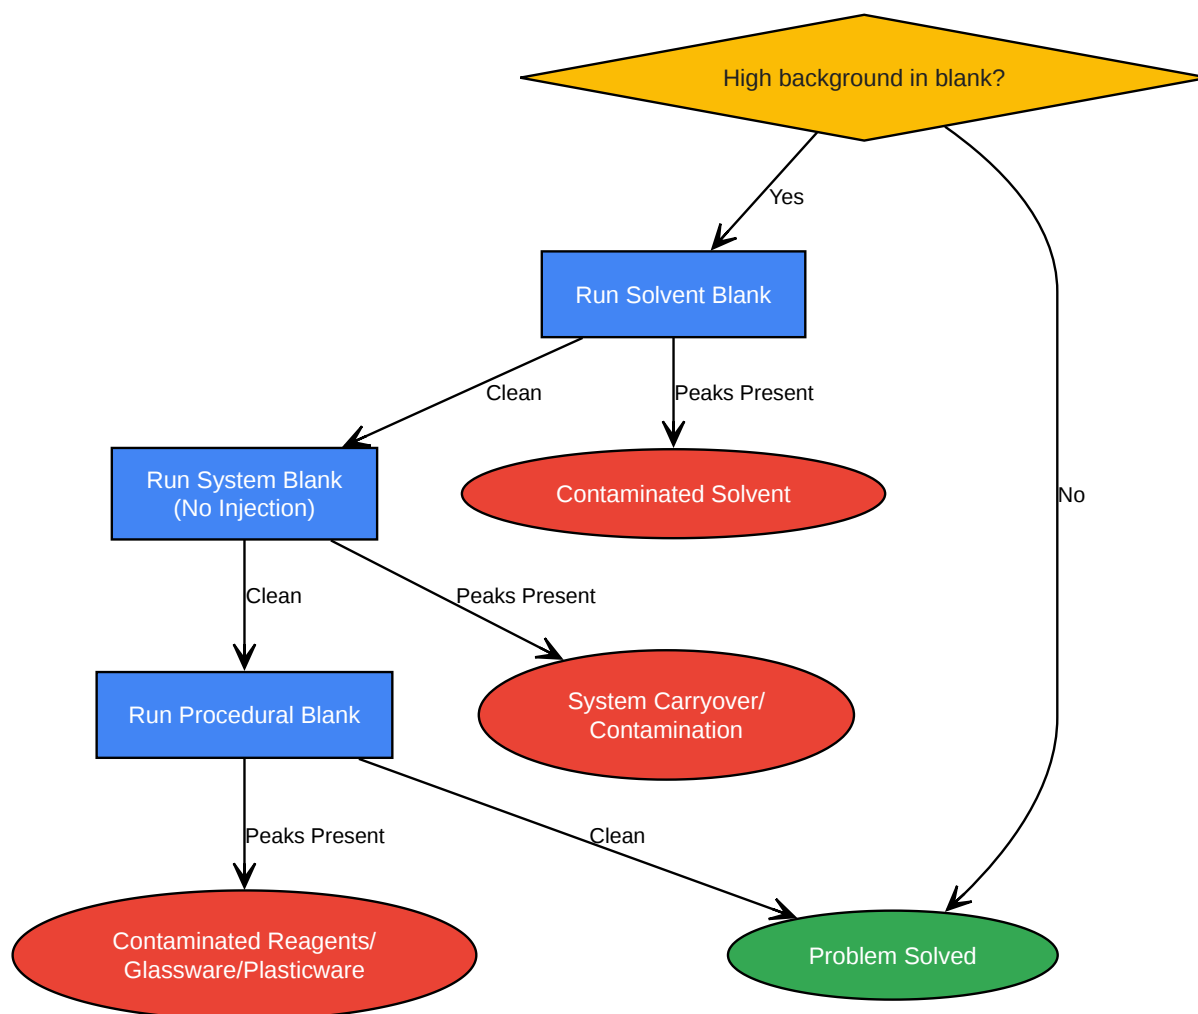 High background in blank?
Yes
Run Solvent Blank
Clean
Peaks Present
Run System Blank
(No Injection)
Contaminated Solvent
No
Clean
Peaks Present
Run Procedural Blank
System Carryover/
Contamination
Peaks Present
Clean
Contaminated Reagents/
Glassware/Plasticware
Problem Solved